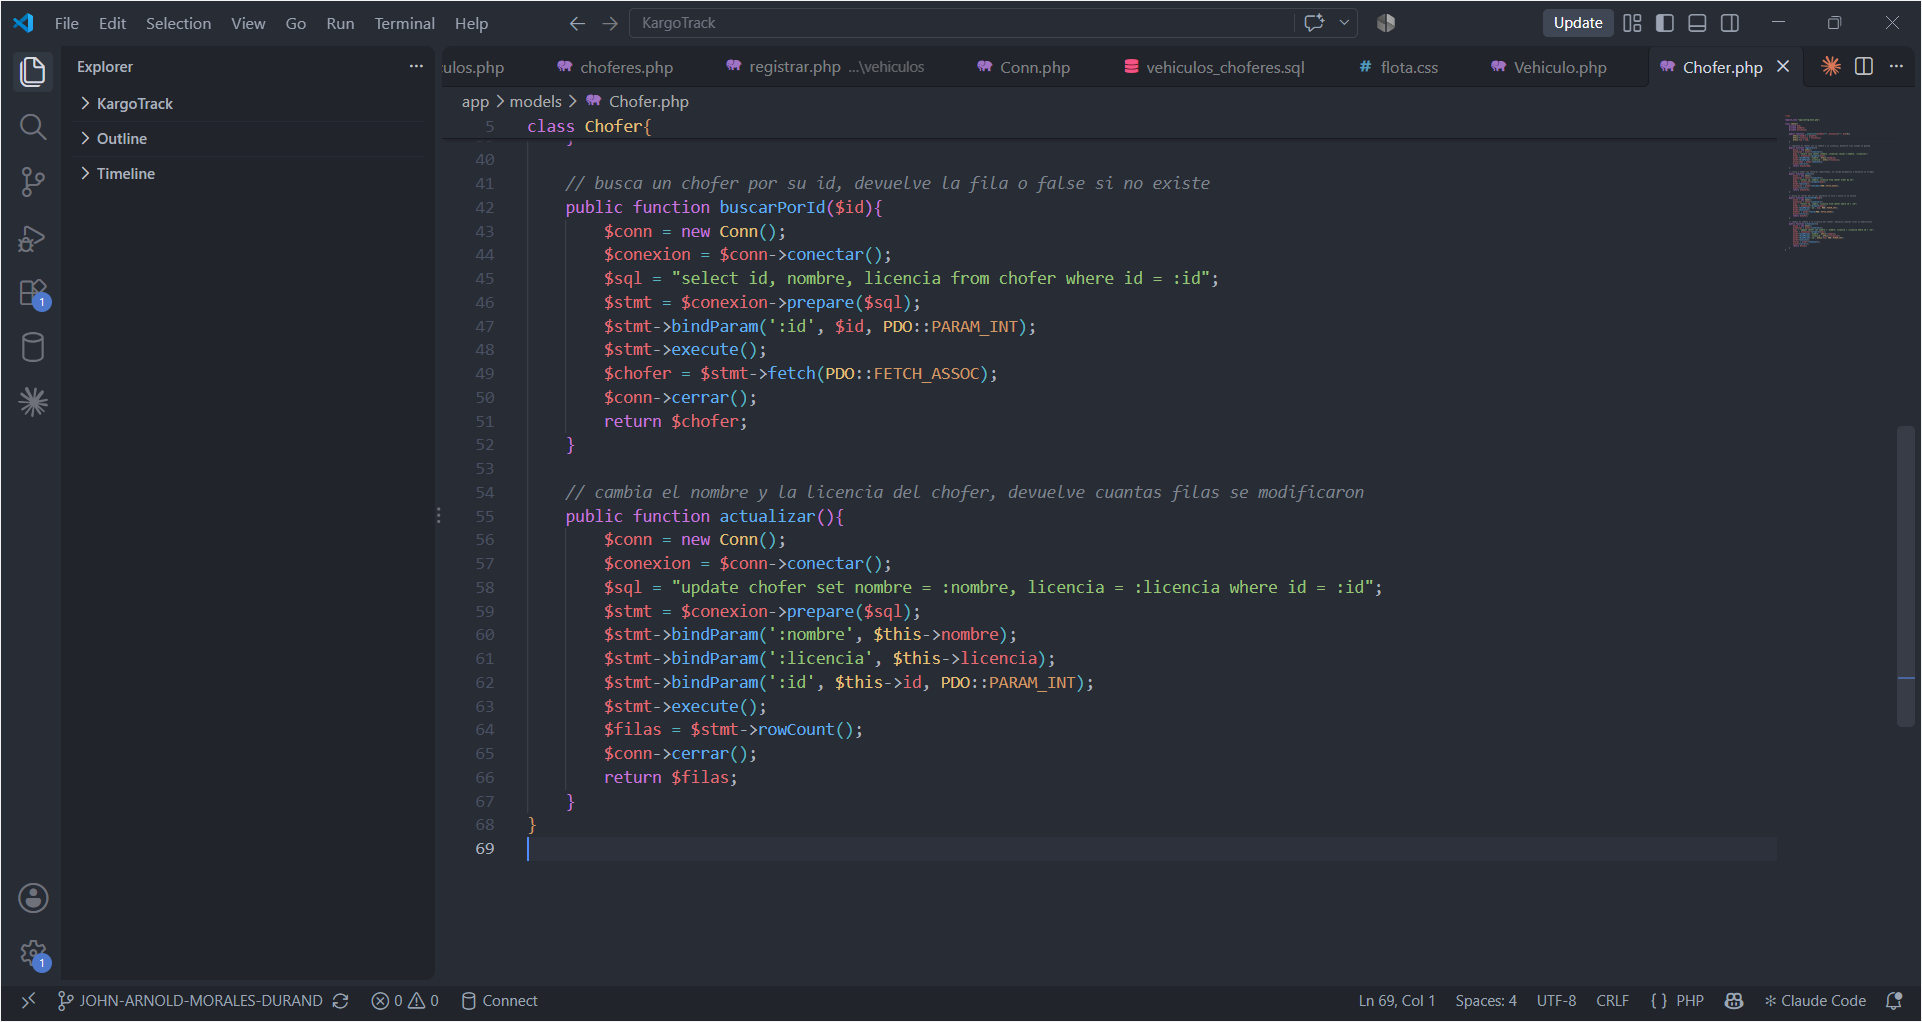 File Edit Selection View Go Run Terminal Help
KargoTrack
Update
Explorer
KargoTrack
Outline
Timeline
ulos.php choferes.php registrar.php ...\vehiculos Conn.php vehiculos_choferes.sql # flota.css Vehiculo.php Chofer.php
app > models > Chofer.php
5 class Chofer{
40
41 // busca un chofer por su id, devuelve la fila o false si no existe
42 public function buscarPorId($id){
43 $conn = new Conn();
44 $conexion = $conn->conectar();
45 $sql = "select id, nombre, licencia from chofer where id = :id";
46 $stmt = $conexion->prepare($sql);
47 $stmt->bindParam(':id', $id, PDO::PARAM_INT);
48 $stmt->execute();
49 $chofer = $stmt->fetch(PDO::FETCH_ASSOC);
50 $conn->cerrar();
51 return $chofer;
52 }
53
54 // cambia el nombre y la licencia del chofer, devuelve cuantas filas se modificaron
55 public function actualizar(){
56 $conn = new Conn();
57 $conexion = $conn->conectar();
58 $sql = "update chofer set nombre = :nombre, licencia = :licencia where id = :id";
59 $stmt = $conexion->prepare($sql);
60 $stmt->bindParam(':nombre', $this->nombre);
61 $stmt->bindParam(':licencia', $this->licencia);
62 $stmt->bindParam(':id', $this->id, PDO::PARAM_INT);
63 $stmt->execute();
64 $filas = $stmt->rowCount();
65 $conn->cerrar();
66 return $filas;
67 }
68 }
69
1
1
JOHN-ARNOLD-MORALES-DURAND 0 0 Connect
Ln 69, Col 1 Spaces: 4 UTF-8 CRLF { } PHP Claude Code